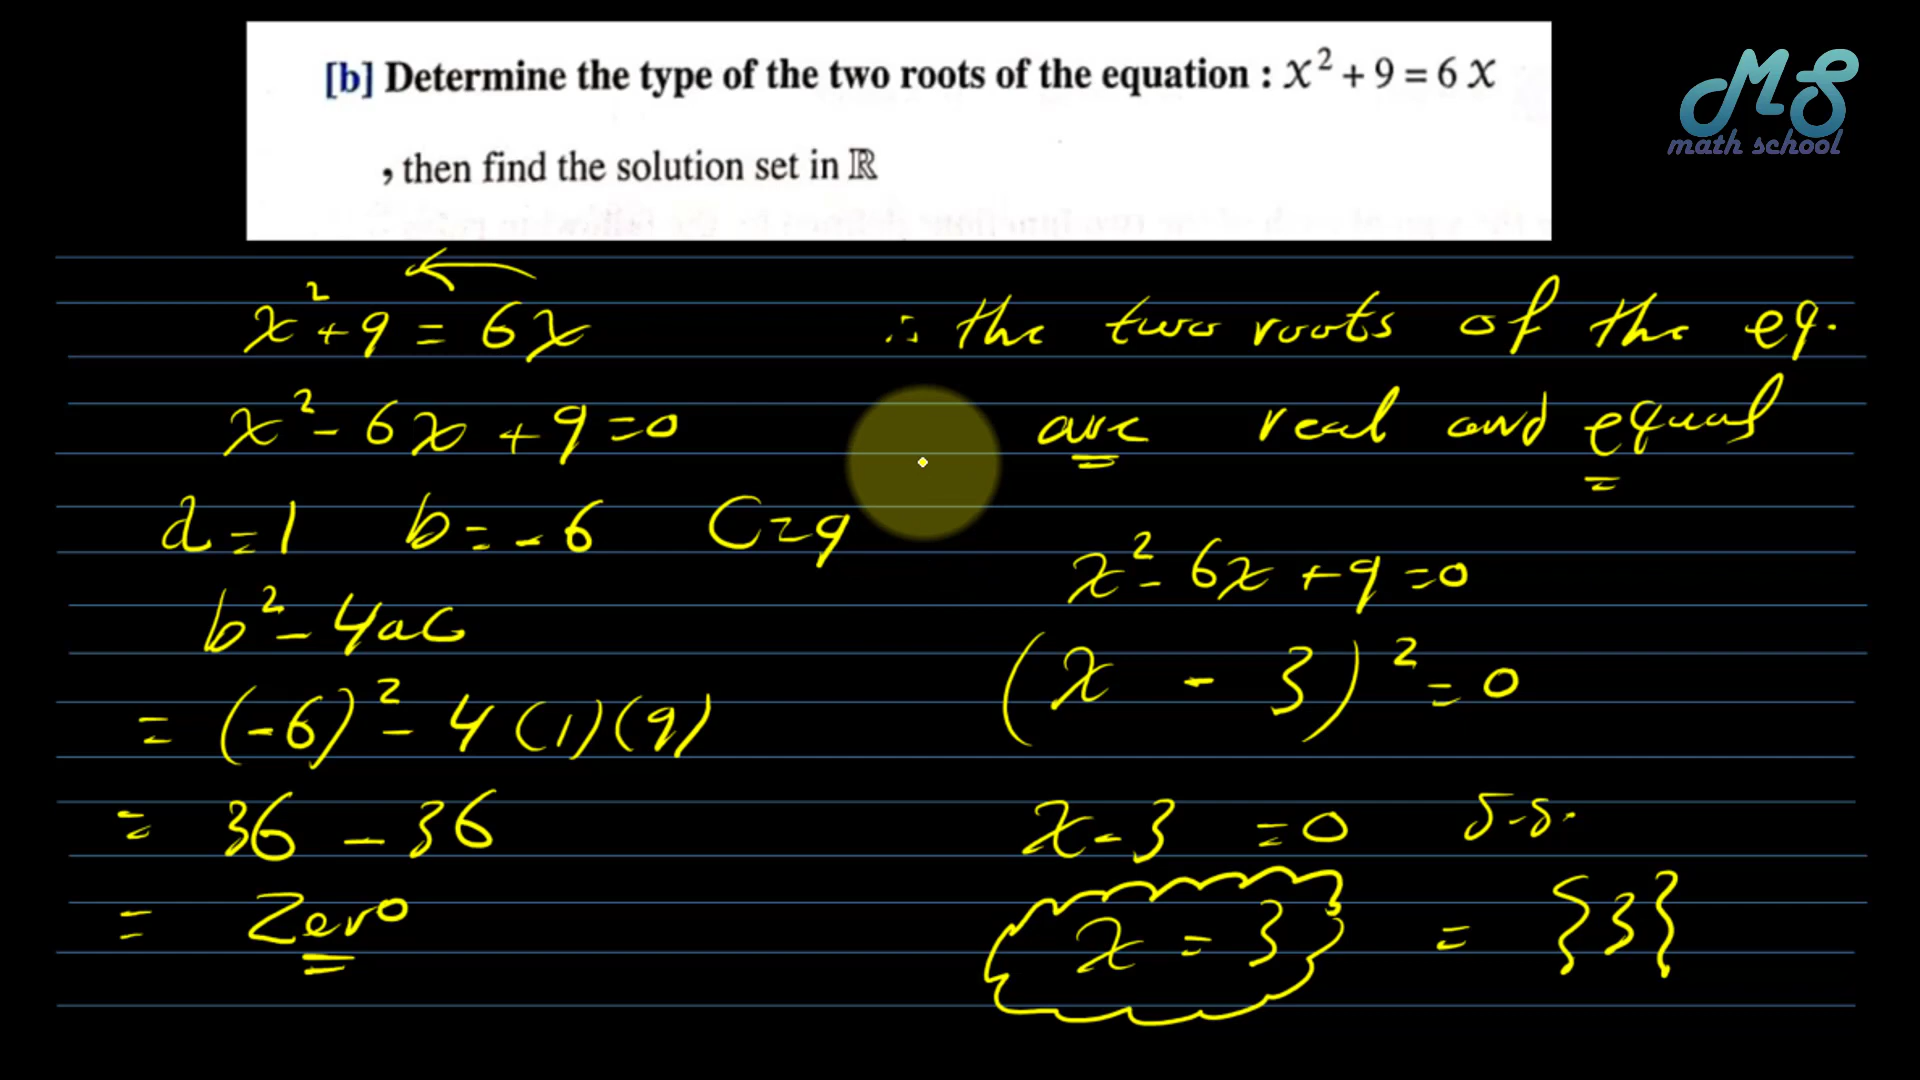 [b] Determine the type of the two roots of the equation : x² + 9 = 6 x
, then find the solution set in ℝ
MS
math school
x² + 9 = 6x
x² - 6x + 9 = 0
a = 1 b = -6 C = 9
b² - 4ac
= (-6)² - 4 (1)(9)
= 36 - 36
= Zero
∴ the two roots of the eq.
are real and equal
x² - 6x + 9 = 0
(x - 3)² = 0
x - 3 = 0 S.S.
x = 3 = {3}